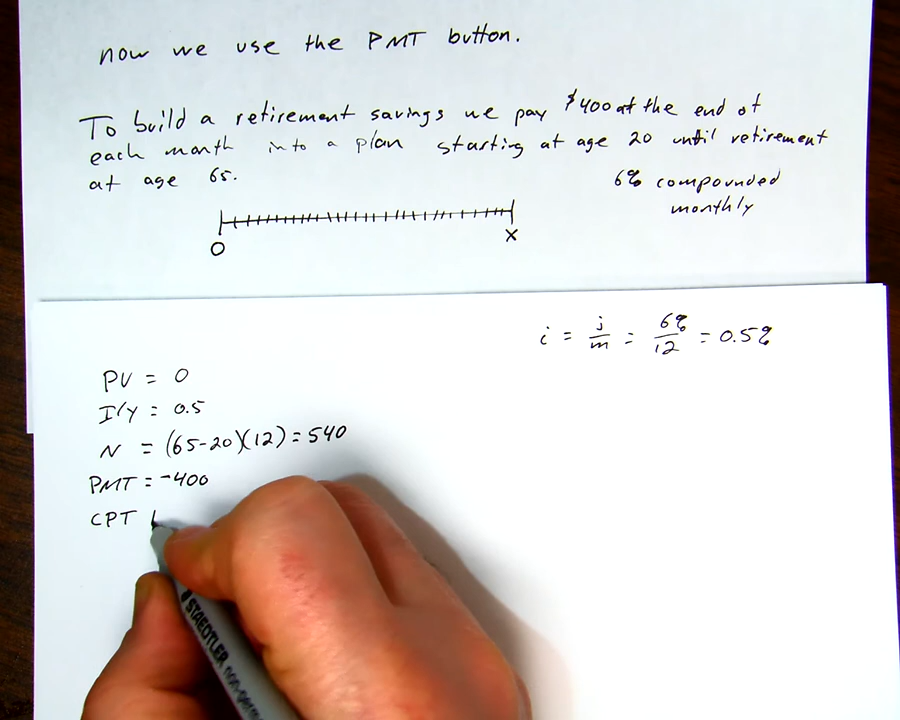 now we use the PMT button.
To build a retirement savings we pay $400 at the end of
each month into a plan starting at age 20 until retirement
at age 65.
6% compounded
monthly
0 x
i = j/m = 6%/12 = 0.5%
PV = 0
I/Y = 0.5
N = (65-20)(12) = 540
PMT = -400
CPT
STAEDTLER